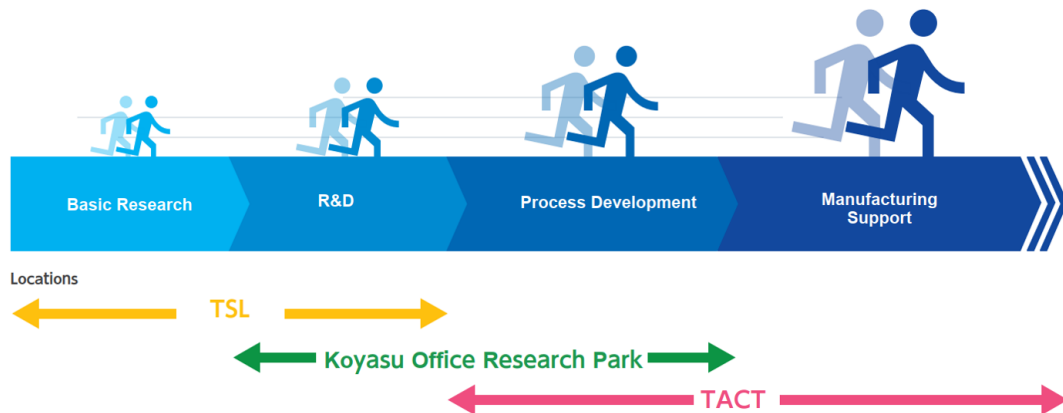 Basic Research
R&D
Process Development
Manufacturing
Support
Locations
TSL
Koyasu Office Research Park
TACT